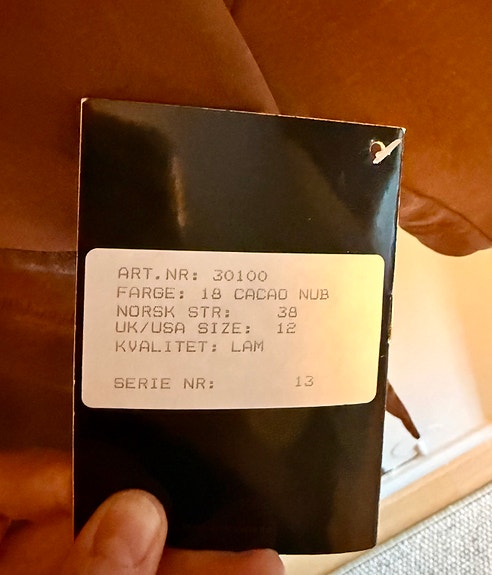 ART.NR: 30100
FARGE: 18 CACAO NUB
NORSK STR: 38
UK/USA SIZE: 12
KVALITET: LAM
SERIE NR: 13